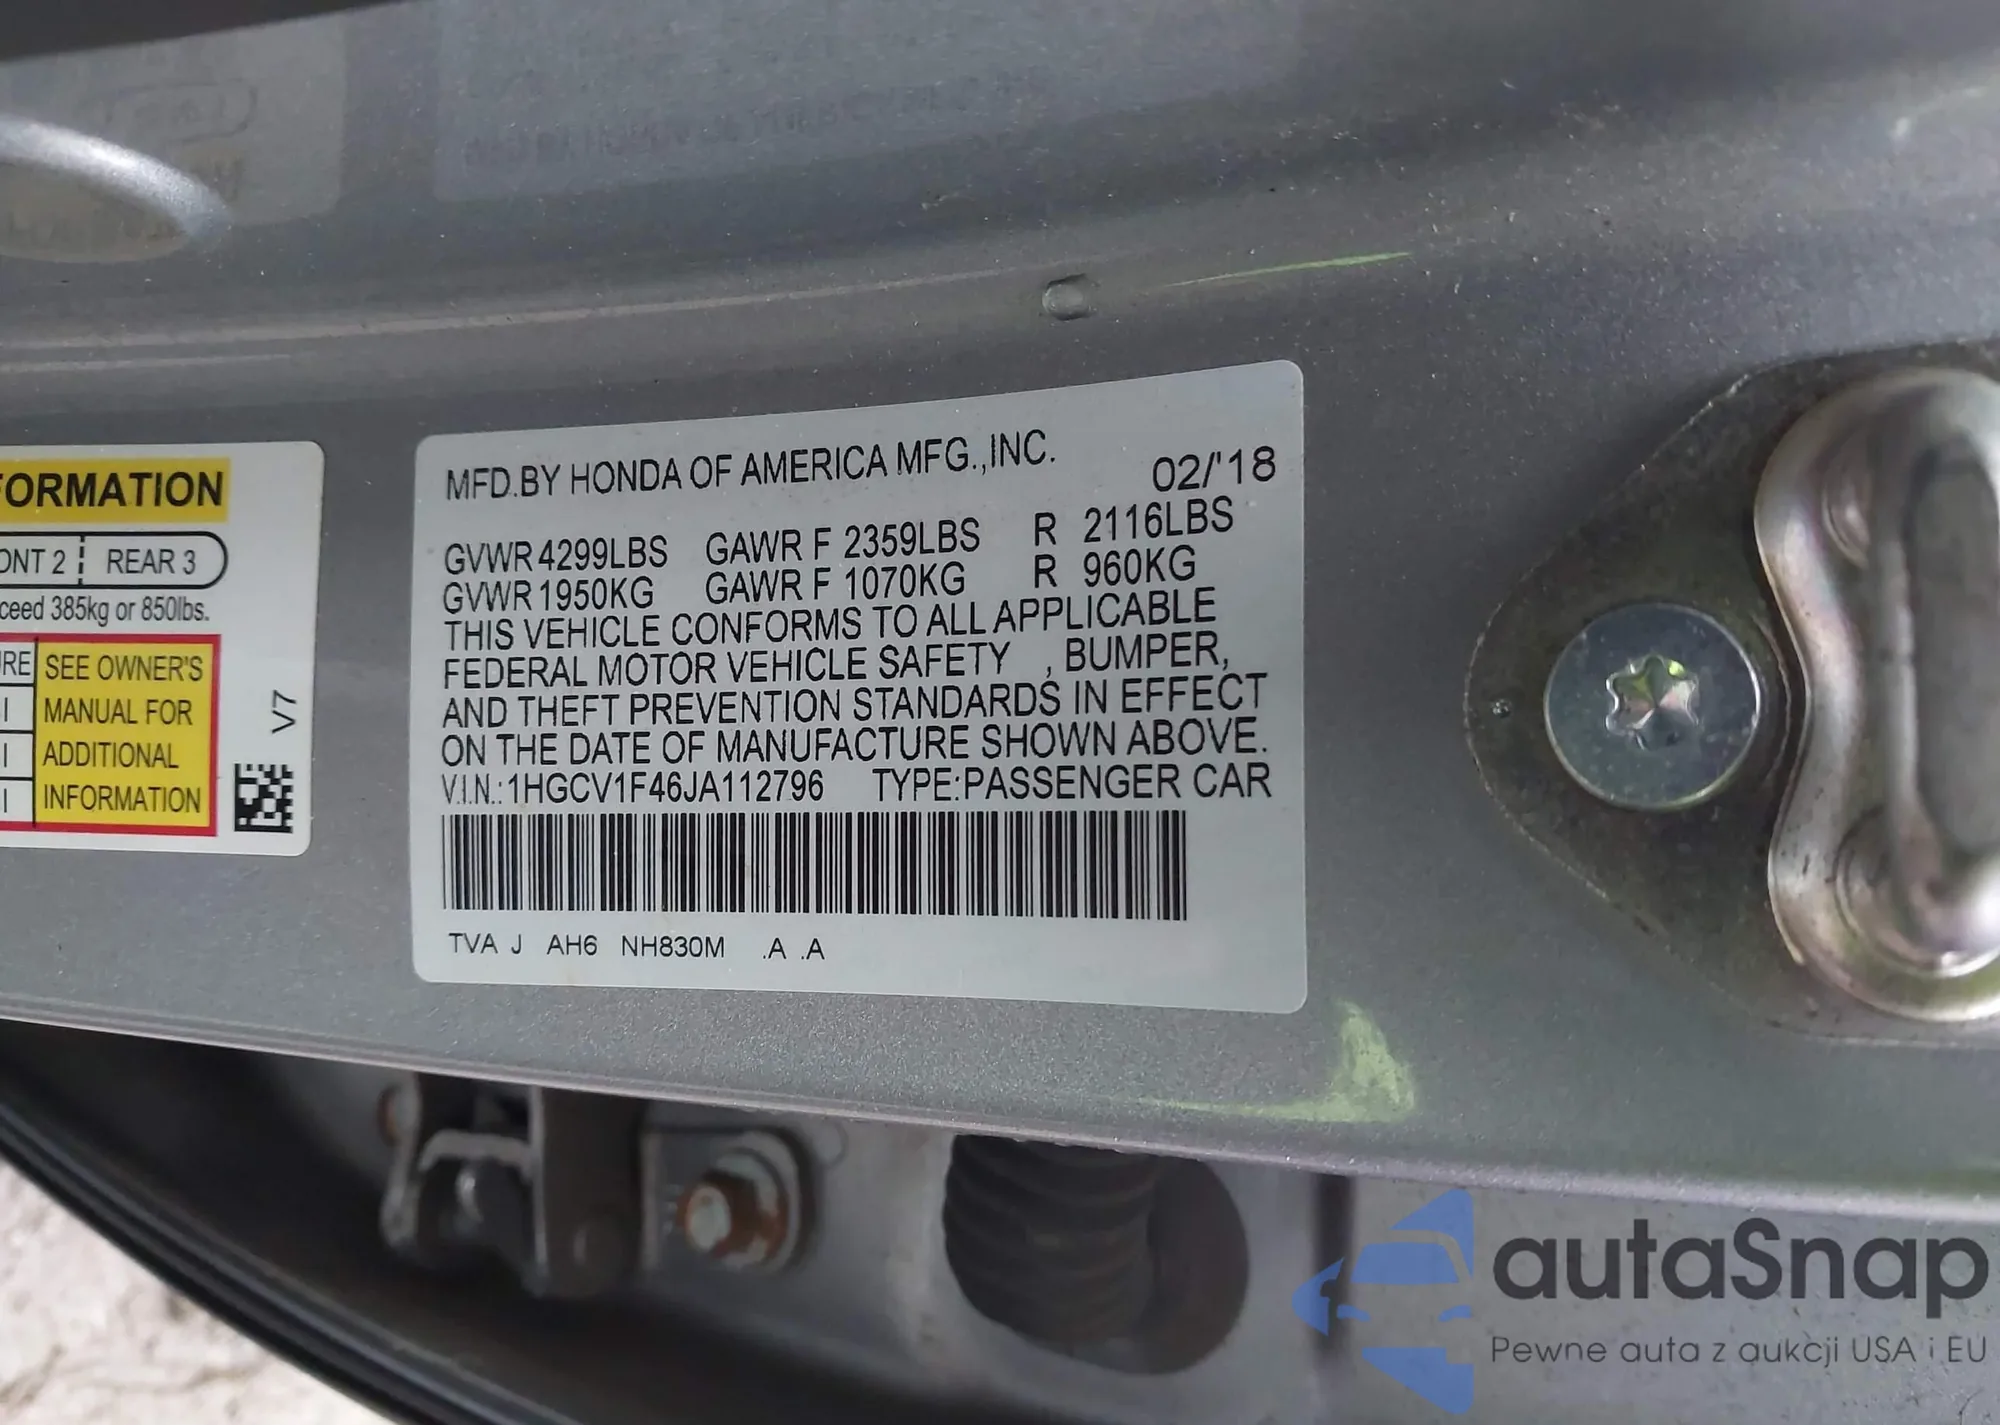 FORMATION
ONT 2 REAR 3
ceed 385kg or 850lbs.
URE SEE OWNER'S
MANUAL FOR
ADDITIONAL
INFORMATION
V7
MFD.BY HONDA OF AMERICA MFG.,INC.
02/'18
GVWR 4299LBS GAWR F 2359LBS R 2116LBS
GVWR 1950KG GAWR F 1070KG R 960KG
THIS VEHICLE CONFORMS TO ALL APPLICABLE
FEDERAL MOTOR VEHICLE SAFETY , BUMPER,
AND THEFT PREVENTION STANDARDS IN EFFECT
ON THE DATE OF MANUFACTURE SHOWN ABOVE.
V.I.N.:1HGCV1F46JA112796 TYPE:PASSENGER CAR
TVA J AH6 NH830M .A .A
autaSnap
Pewne auta z aukcji USA i EU